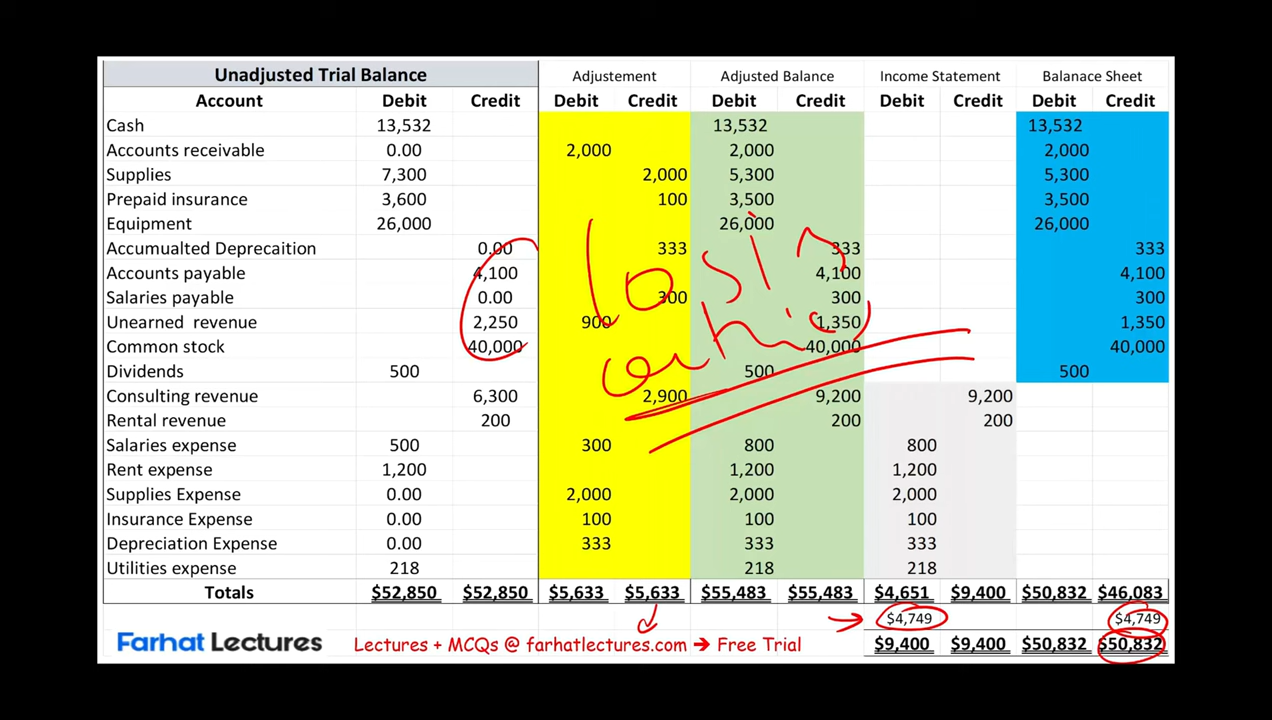 Unadjusted Trial Balance Adjustement Adjusted Balance Income Statement Balanace Sheet
Account Debit Credit Debit Credit Debit Credit Debit Credit Debit Credit
Cash 13,532 13,532 13,532
Accounts receivable 0.00 2,000 2,000 2,000
Supplies 7,300 2,000 5,300 5,300
Prepaid insurance 3,600 100 3,500 3,500
Equipment 26,000 26,000 26,000
Accumualted Deprecaition 0.00 333 333 333
Accounts payable 4,100 4,100 4,100
Salaries payable 0.00 300 300 300
Unearned revenue 2,250 900 1,350 1,350
Common stock 40,000 40,000 40,000
Dividends 500 500 500
Consulting revenue 6,300 2,900 9,200 9,200
Rental revenue 200 200 200
Salaries expense 500 300 800 800
Rent expense 1,200 1,200 1,200
Supplies Expense 0.00 2,000 2,000 2,000
Insurance Expense 0.00 100 100 100
Depreciation Expense 0.00 333 333 333
Utilities expense 218 218 218
Totals $52,850 $52,850 $5,633 $5,633 $55,483 $55,483 $4,651 $9,400 $50,832 $46,083
$4,749 $4,749
Farhat Lectures Lectures + MCQs @ farhatlectures.com ➔ Free Trial $9,400 $9,400 $50,832 $50,832